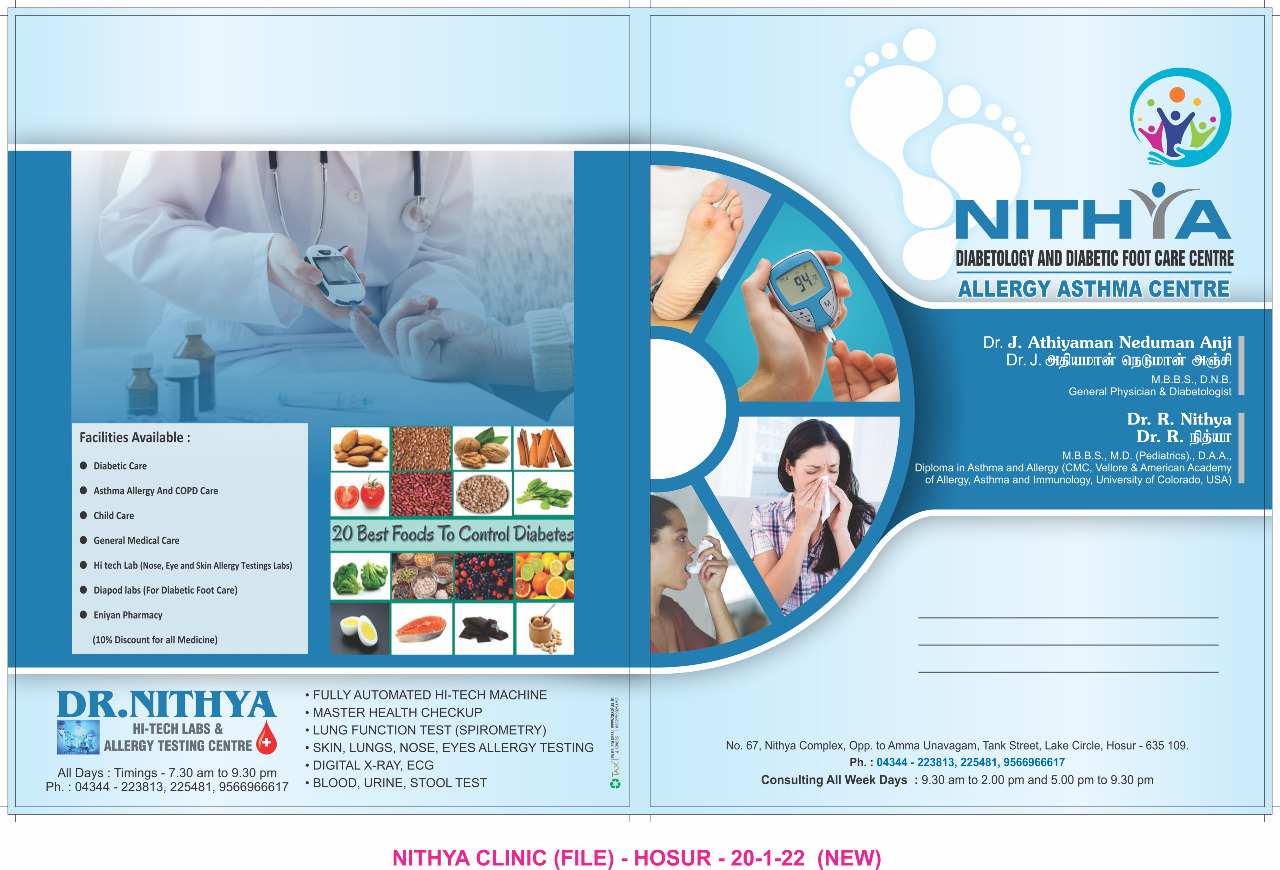 NITHYA
DIABETOLOGY AND DIABETIC FOOT CARE CENTRE
ALLERGY ASTHMA CENTRE
94
M
Dr. J. Athiyaman Neduman Anji
Dr. J. அதியமான் நெடுமான் அஞ்சி
M.B.B.S., D.N.B.
General Physician & Diabetologist
Dr. R. Nithya
Dr. R. நித்யா
M.B.B.S., M.D. (Pediatrics)., D.A.A.,
Diploma in Asthma and Allergy (CMC, Vellore & American Academy
of Allergy, Asthma and Immunology, University of Colorado, USA)
Facilities Available :
● Diabetic Care
● Asthma Allergy And COPD Care
● Child Care
● General Medical Care
● Hi tech Lab (Nose, Eye and Skin Allergy Testings Labs)
● Diapod labs (For Diabetic Foot Care)
● Eniyan Pharmacy
(10% Discount for all Medicine)
20 Best Foods To Control Diabetes
DR.NITHYA
HI-TECH LABS &
ALLERGY TESTING CENTRE
All Days : Timings - 7.30 am to 9.30 pm
Ph. : 04344 - 223813, 225481, 9566966617
• FULLY AUTOMATED HI-TECH MACHINE
• MASTER HEALTH CHECKUP
• LUNG FUNCTION TEST (SPIROMETRY)
• SKIN, LUNGS, NOSE, EYES ALLERGY TESTING
• DIGITAL X-RAY, ECG
• BLOOD, URINE, STOOL TEST
No. 67, Nithya Complex, Opp. to Amma Unavagam, Tank Street, Lake Circle, Hosur - 635 109.
Ph. : 04344 - 223813, 225481, 9566966617
Consulting All Week Days : 9.30 am to 2.00 pm and 5.00 pm to 9.30 pm
NITHYA CLINIC (FILE) - HOSUR - 20-1-22 (NEW)